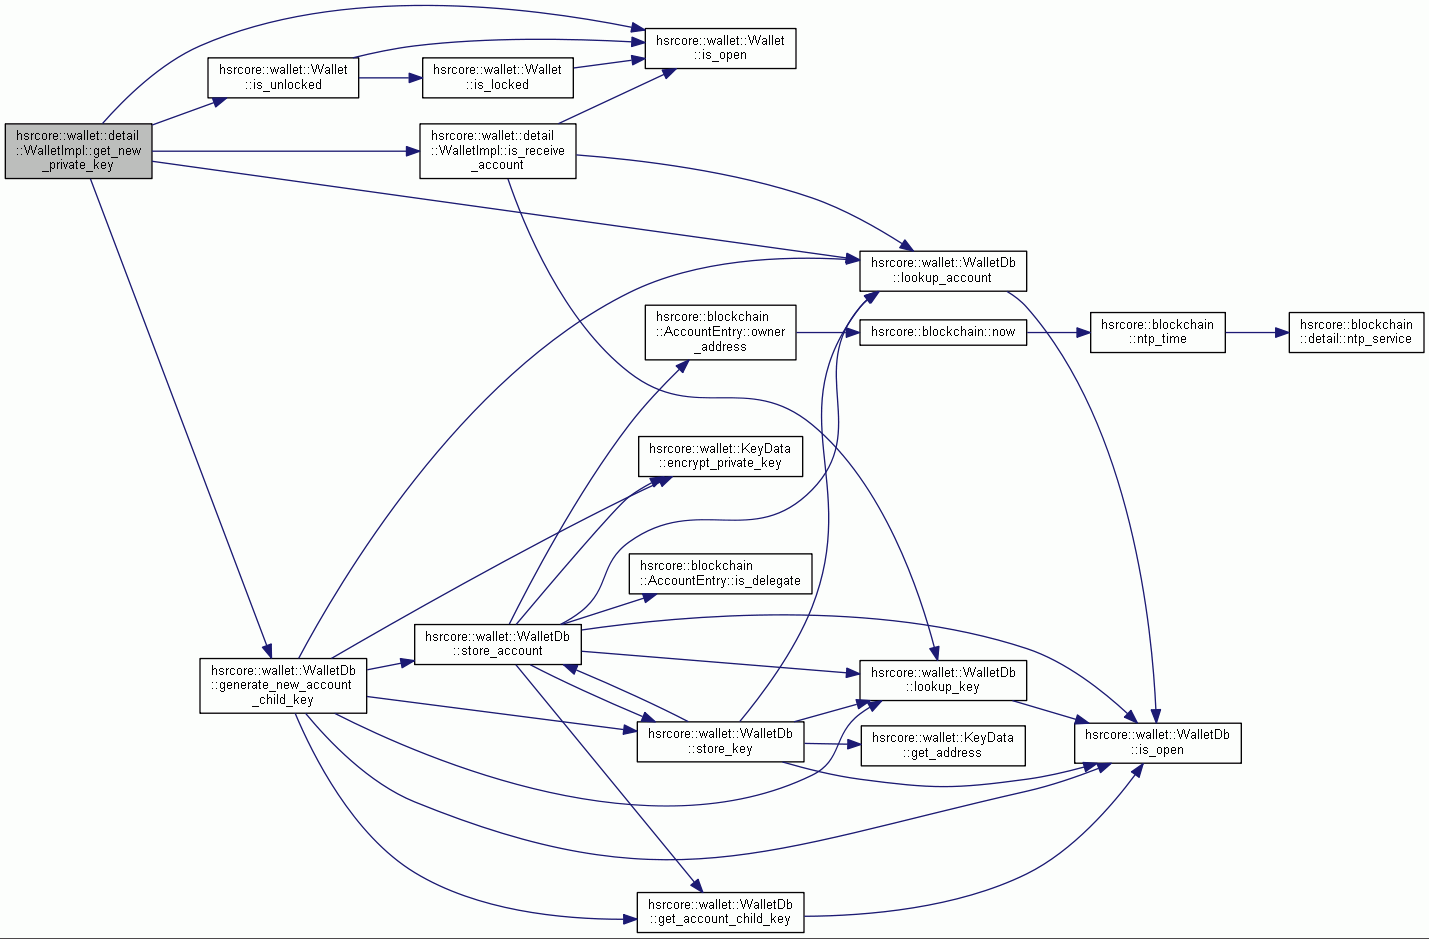 hsrcore::wallet::Wallet
::is_open
hsrcore::wallet::Wallet
::is_unlocked
hsrcore::wallet::Wallet
::is_locked
hsrcore::wallet::detail
::WalletImpl::get_new
_private_key
hsrcore::wallet::detail
::WalletImpl::is_receive
_account
hsrcore::wallet::WalletDb
::lookup_account
hsrcore::blockchain
::AccountEntry::owner
_address
hsrcore::blockchain::now
hsrcore::blockchain
::ntp_time
hsrcore::blockchain
::detail::ntp_service
hsrcore::wallet::KeyData
::encrypt_private_key
hsrcore::blockchain
::AccountEntry::is_delegate
hsrcore::wallet::WalletDb
::store_account
hsrcore::wallet::WalletDb
::generate_new_account
_child_key
hsrcore::wallet::WalletDb
::lookup_key
hsrcore::wallet::WalletDb
::store_key
hsrcore::wallet::KeyData
::get_address
hsrcore::wallet::WalletDb
::is_open
hsrcore::wallet::WalletDb
::get_account_child_key